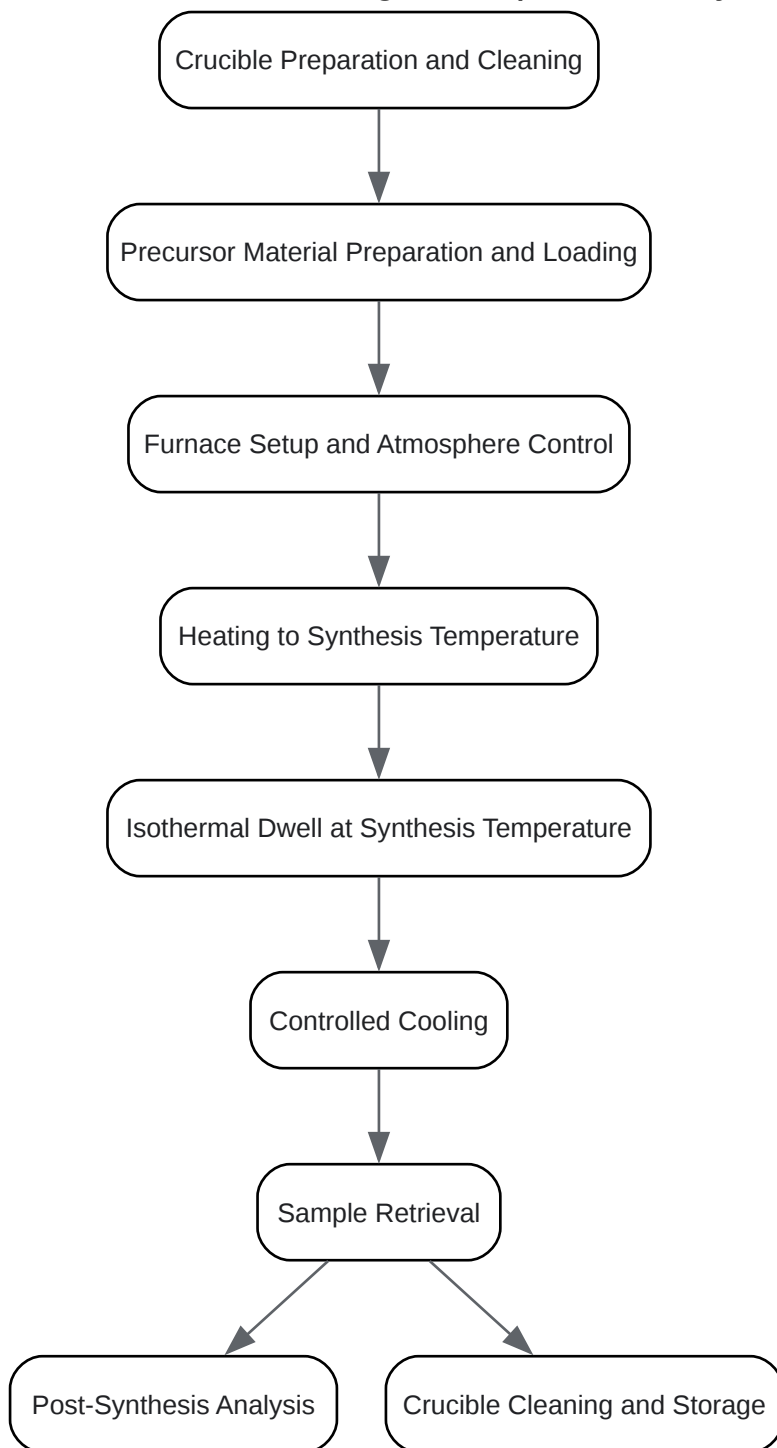 Crucible Preparation and Cleaning
Precursor Material Preparation and Loading
Furnace Setup and Atmosphere Control
Heating to Synthesis Temperature
Isothermal Dwell at Synthesis Temperature
Controlled Cooling
Sample Retrieval
Post-Synthesis Analysis
Crucible Cleaning and Storage